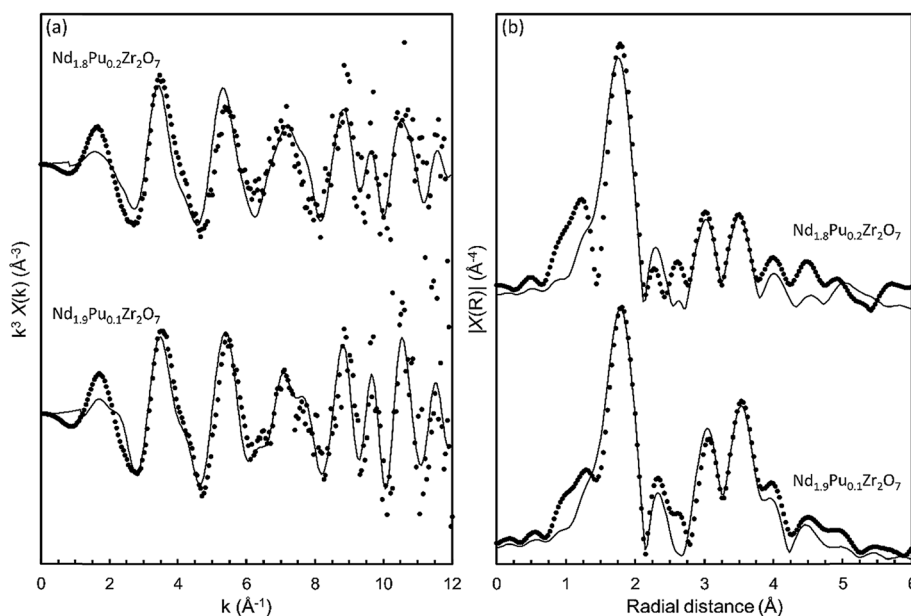 (a)
Nd₁.₈Pu₀.₂Zr₂O₇
Nd₁.₉Pu₀.₁Zr₂O₇
k³ X(k) (Å⁻³)
0 2 4 6 8 10 12
k (Å⁻¹)
(b)
Nd₁.₈Pu₀.₂Zr₂O₇
Nd₁.₉Pu₀.₁Zr₂O₇
|X(R)| (Å⁻⁴)
0 1 2 3 4 5 6
Radial distance (Å)